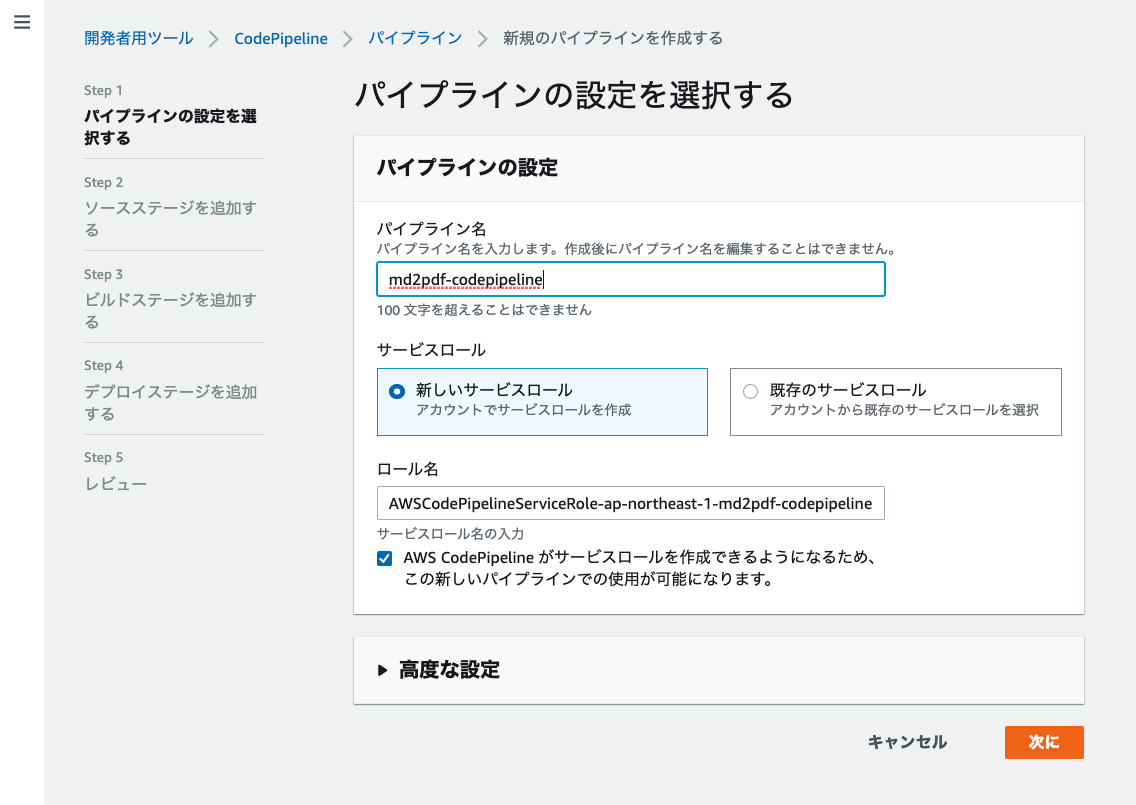 開発者用ツール > CodePipeline > パイプライン > 新規のパイプラインを作成する
Step 1
パイプラインの設定を選
択する
Step 2
ソースステージを追加す
る
Step 3
ビルドステージを追加す
る
Step 4
デプロイステージを追加
する
Step 5
レビュー
パイプラインの設定を選択する
パイプラインの設定
パイプライン名
パイプライン名を入力します。作成後にパイプライン名を編集することはできません。
md2pdf-codepipeline
100 文字を超えることはできません
サービスロール
新しいサービスロール
アカウントでサービスロールを作成
既存のサービスロール
アカウントから既存のサービスロールを選択
ロール名
AWSCodePipelineServiceRole-ap-northeast-1-md2pdf-codepipeline
サービスロール名の入力
AWS CodePipeline がサービスロールを作成できるようになるため、
この新しいパイプラインでの使用が可能になります。
高度な設定
キャンセル
次に